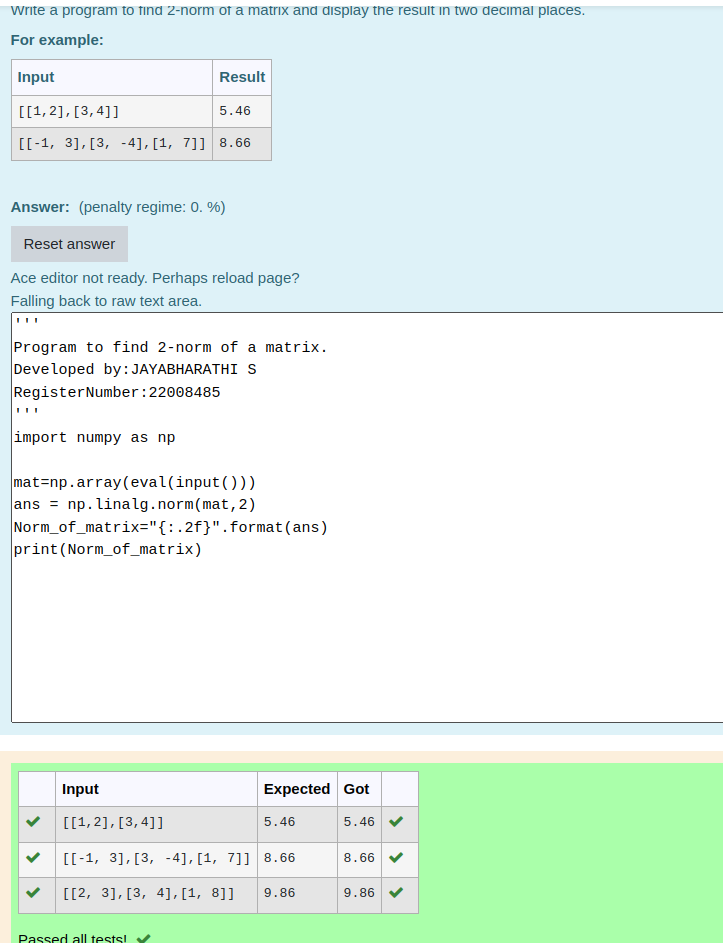 Write a program to find 2-norm of a matrix and display the result in two decimal places.
For example:
Input Result
[[1,2],[3,4]] 5.46
[[-1, 3],[3, -4],[1, 7]] 8.66
Answer: (penalty regime: 0. %)
Reset answer
Ace editor not ready. Perhaps reload page?
Falling back to raw text area.
'''
Program to find 2-norm of a matrix.
Developed by:JAYABHARATHI S
RegisterNumber:22008485
'''
import numpy as np
mat=np.array(eval(input()))
ans = np.linalg.norm(mat,2)
Norm_of_matrix="{:.2f}".format(ans)
print(Norm_of_matrix)
Input Expected Got
[[1,2],[3,4]] 5.46 5.46
[[-1, 3],[3, -4],[1, 7]] 8.66 8.66
[[2, 3],[3, 4],[1, 8]] 9.86 9.86
Passed all tests!